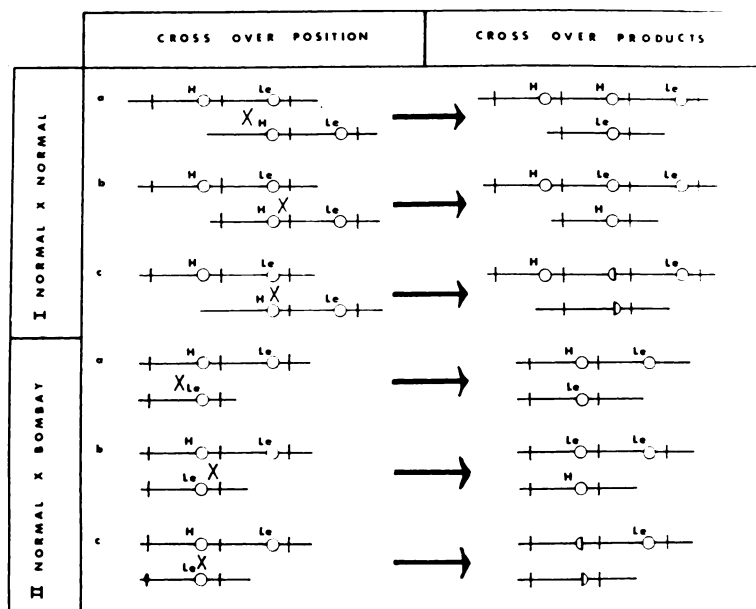 CROSS OVER POSITION CROSS OVER PRODUCTS
I NORMAL X NORMAL
a H Le H H Le
X H Le Le
b H Le H Le Le
H X Le H
c H Le H Le
H X Le
II NORMAL X BOMBAY
a H Le H Le
X Le Le
b H Le Le Le
Le X H
c H Le Le
Le X